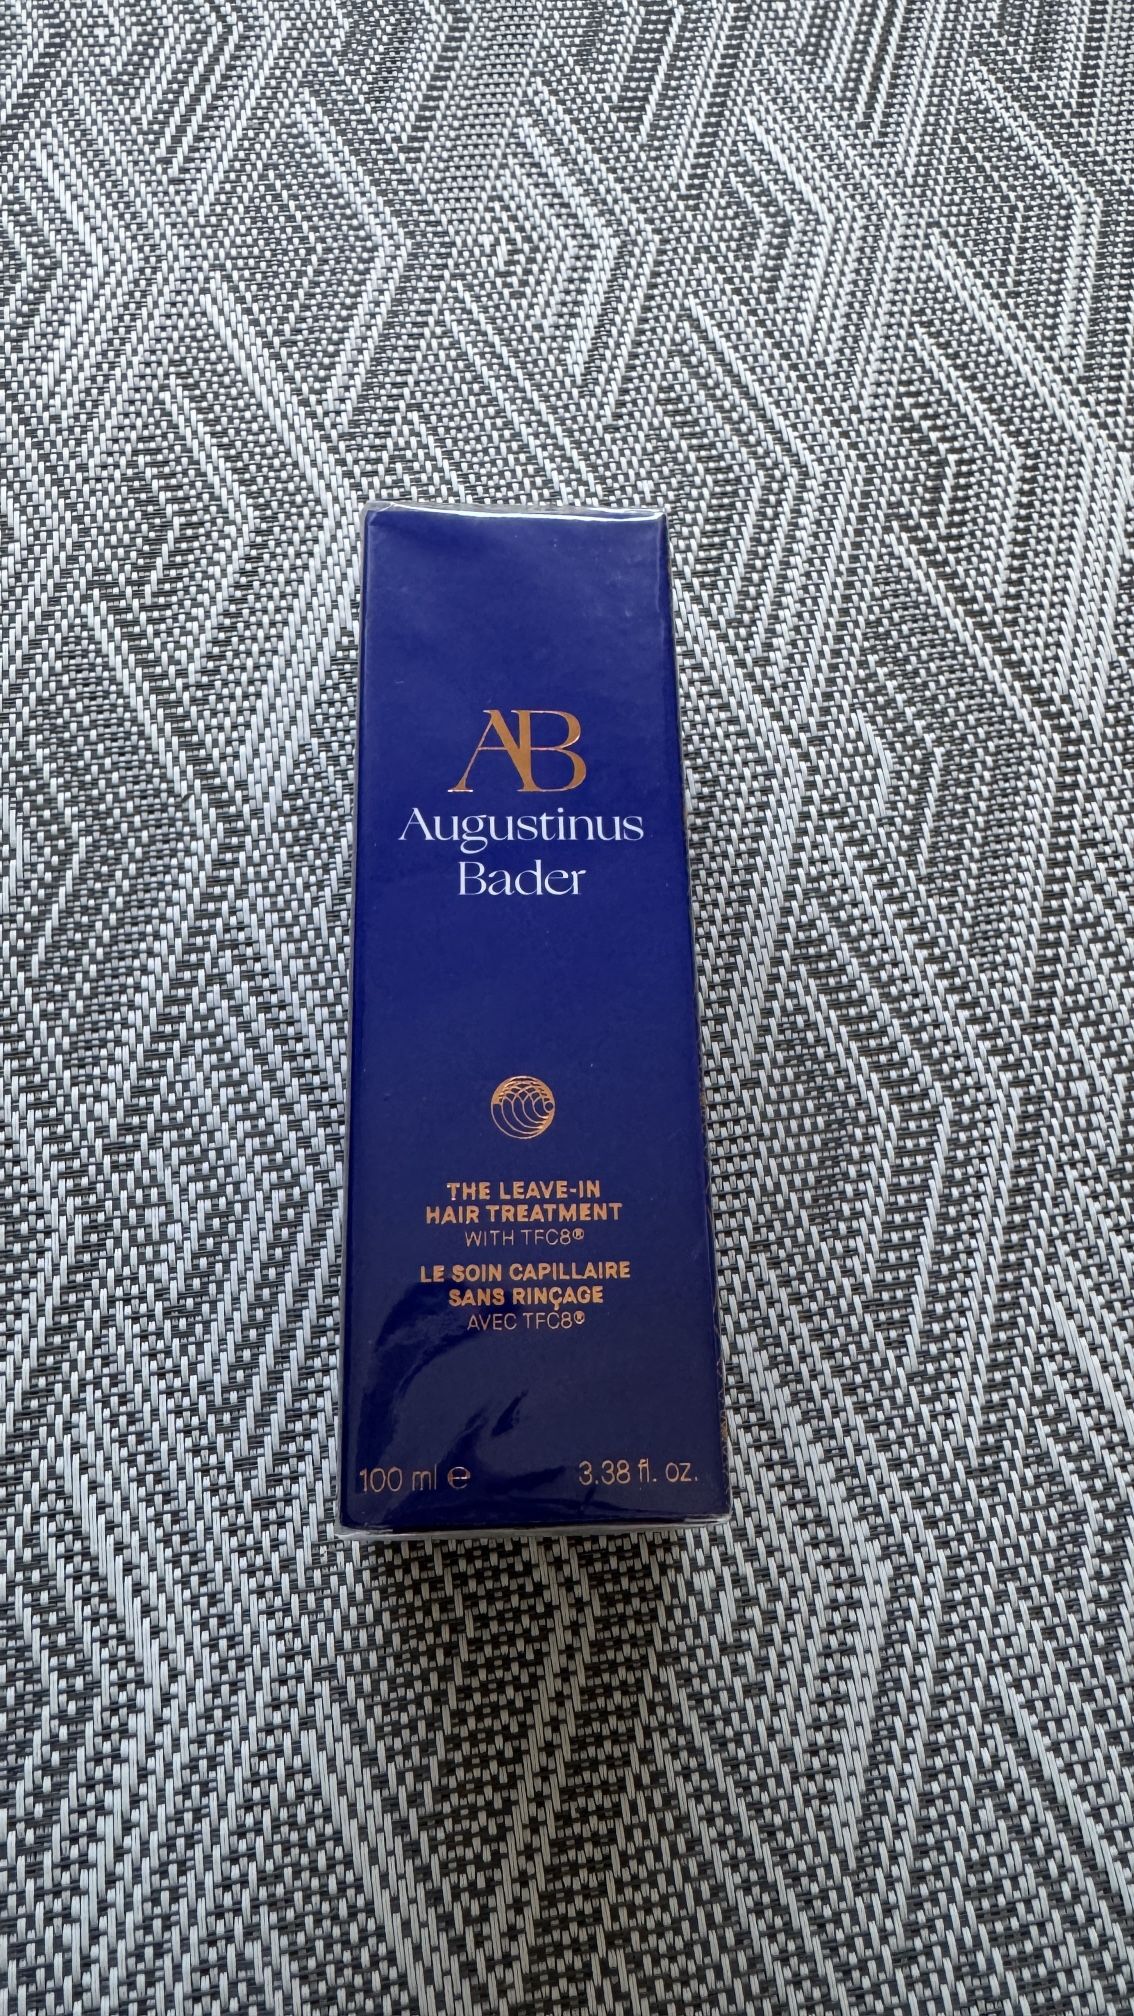 AB
Augustinus
Bader
THE LEAVE-IN
HAIR TREATMENT
WITH TFC8®
LE SOIN CAPILLAIRE
SANS RINÇAGE
AVEC TFC8®
100 ml ℮ 3.38 fl. oz.